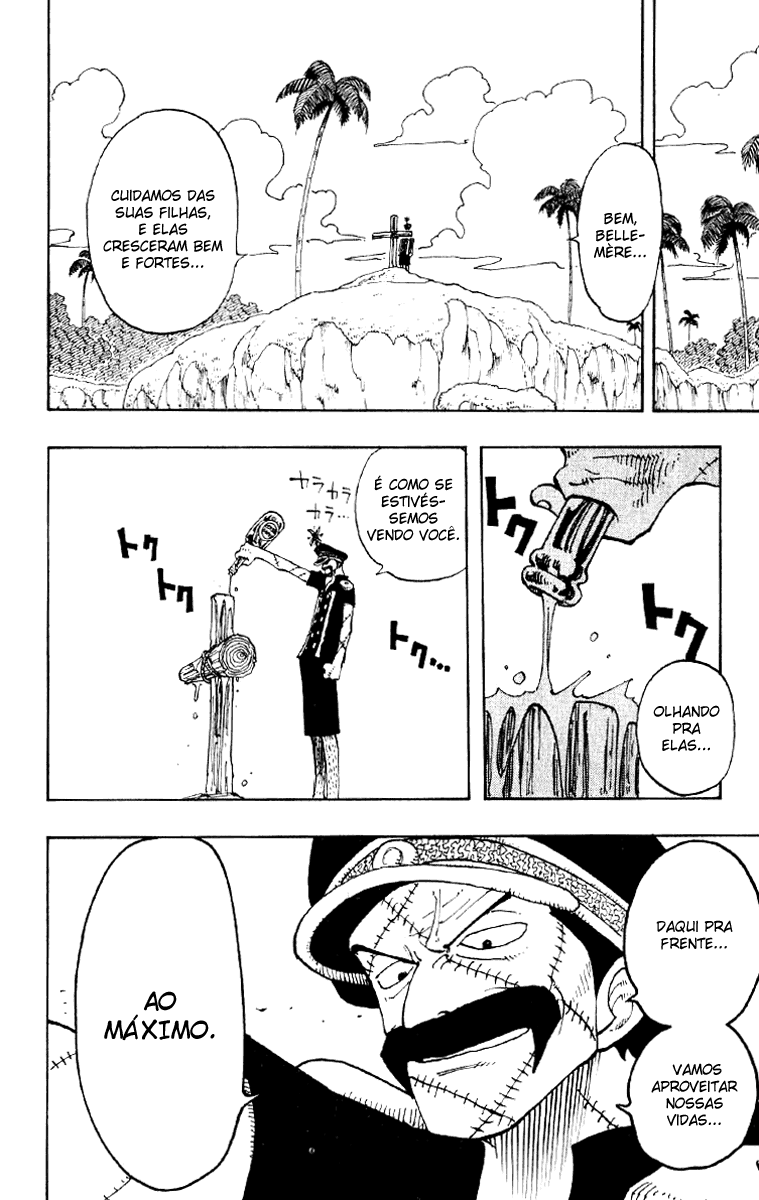 BEM,
BELLE-
MÈRE...
CUIDAMOS DAS
SUAS FILHAS,
E ELAS
CRESCERAM BEM
E FORTES...
トク
トク
OLHANDO
PRA
ELAS...
É COMO SE
ESTIVÉS-
SEMOS
VENDO VOCÊ.
カラカラ
カラ...
トク
トク
トク...
DAQUI PRA
FRENTE...
VAMOS
APROVEITAR
NOSSAS
VIDAS...
AO
MÁXIMO.